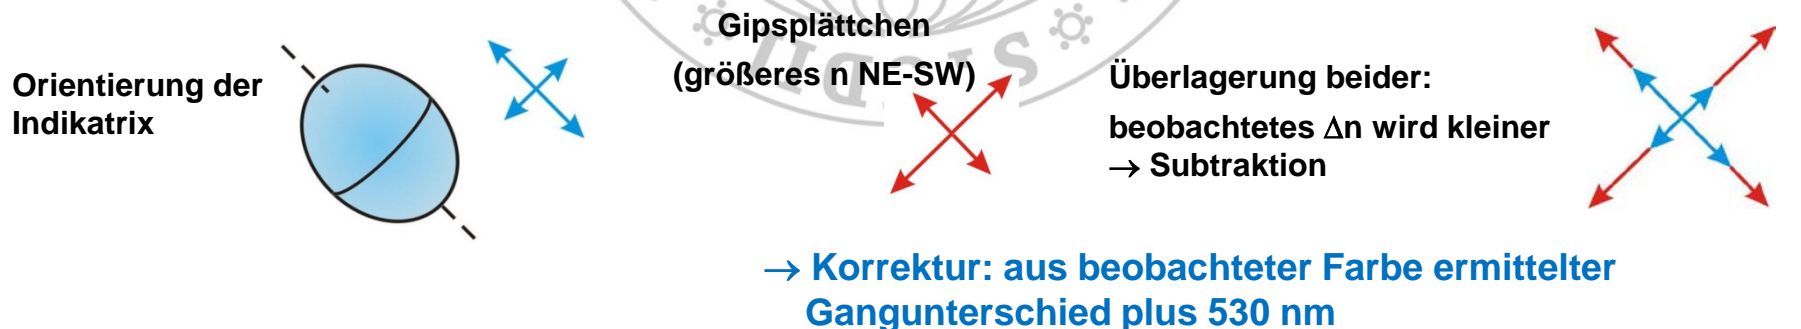 Orientierung der
Indikatrix
Gipsplättchen
(größeres n NE-SW)
Überlagerung beider:
beobachtetes Δn wird kleiner
→ Subtraktion
→ Korrektur: aus beobachteter Farbe ermittelter
Gangunterschied plus 530 nm